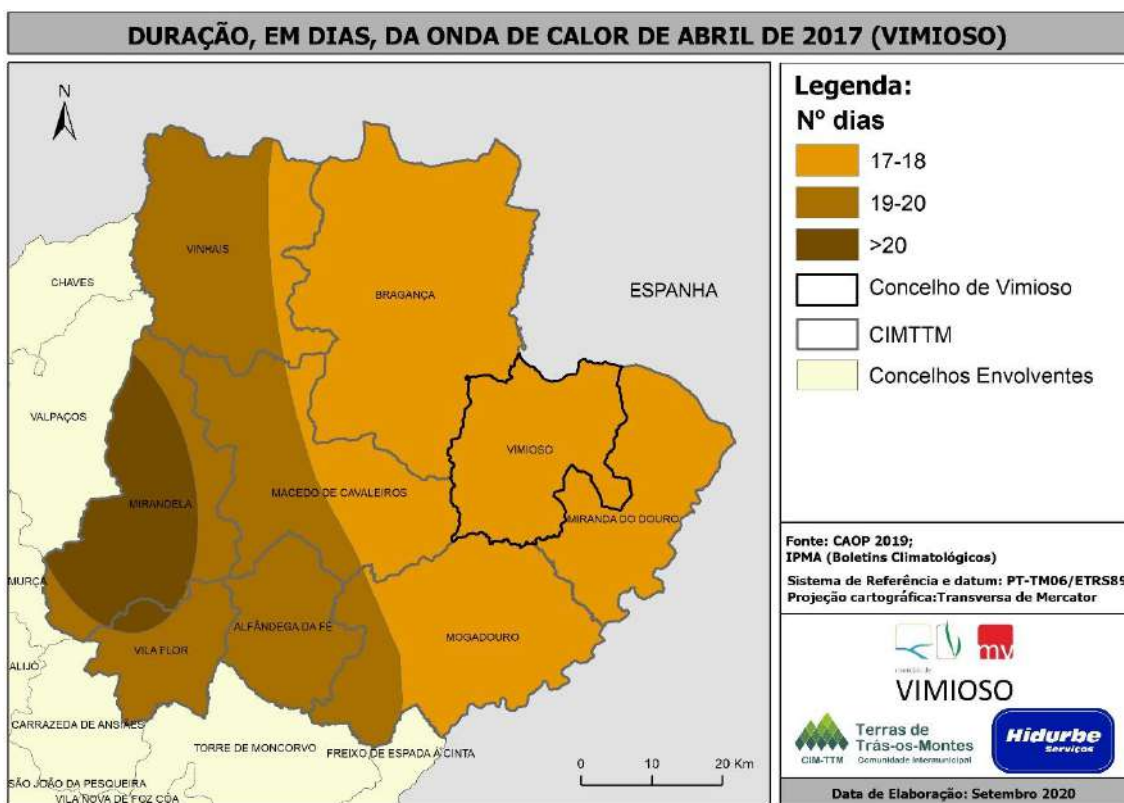 DURAÇÃO, EM DIAS, DA ONDA DE CALOR DE ABRIL DE 2017 (VIMIOSO)
N
VINHAIS
CHAVES
BRAGANÇA
ESPANHA
VALPAÇOS
VIMIOSO
MACEDO DE CAVALEIROS
MIRANDELA
MIRANDA DO DOURO
MURÇA
ALFÂNDEGA DA FÉ
MOGADOURO
VILA FLOR
ALIJÓ
CARRAZEDA DE ANSIÃES
TORRE DE MONCORVO
FREIXO DE ESPADA À CINTA
SÃO JOÃO DA PESQUEIRA
VILA NOVA DE FOZ CÔA
0 10 20 Km
Legenda:
Nº dias
17-18
19-20
>20
Concelho de Vimioso
CIMTTM
Concelhos Envolventes
Fonte: CAOP 2019;
IPMA (Boletins Climatológicos)
Sistema de Referência e datum: PT-TM06/ETRS89
Projeção cartográfica:Transversa de Mercator
mv
VIMIOSO
Terras de
Trás-os-Montes
CIM-TTM Comunidade Intermunicipal
Hidurbe
Serviços
Data de Elaboração: Setembro 2020